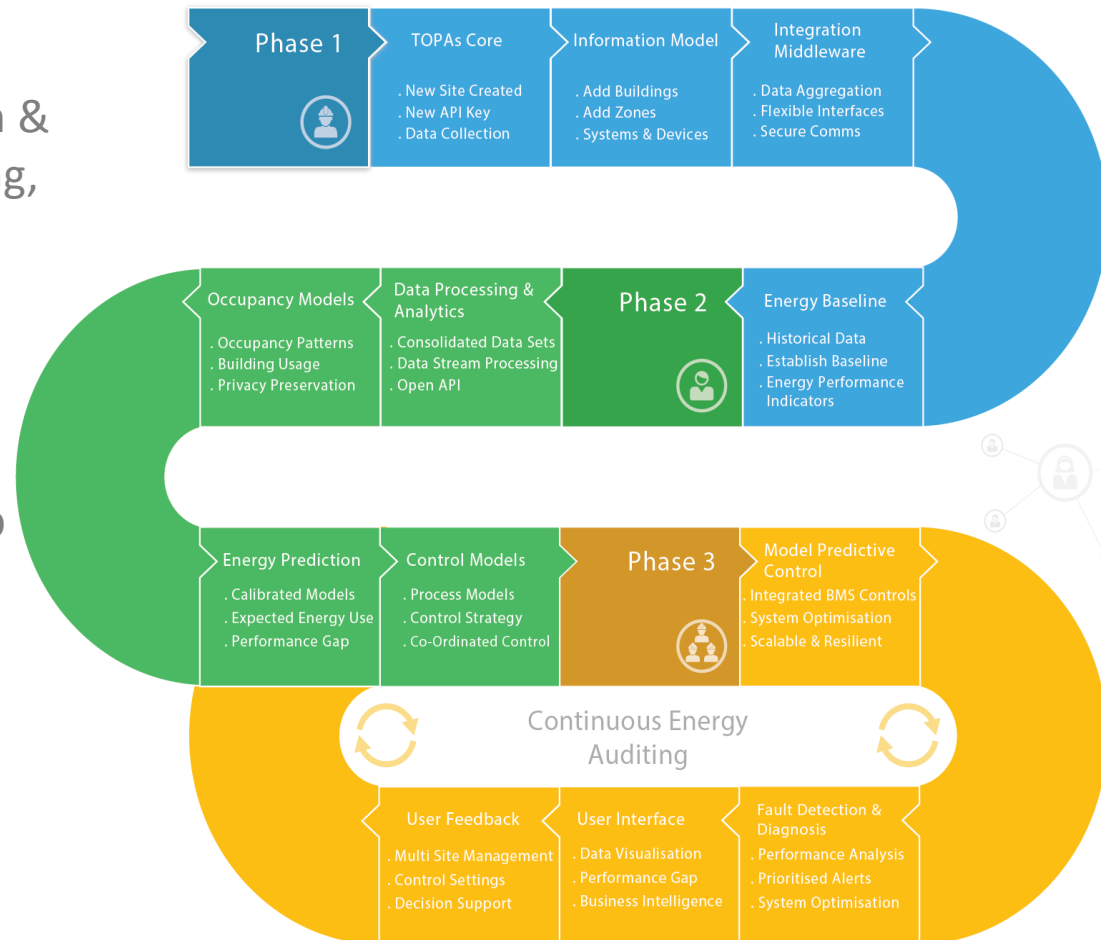 n &
g,
Phase 1
TOPAs Core
. New Site Created
. New API Key
. Data Collection
Information Model
. Add Buildings
. Add Zones
. Systems & Devices
Integration
Middleware
. Data Aggregation
. Flexible Interfaces
. Secure Comms
Energy Baseline
. Historical Data
. Establish Baseline
. Energy Performance
Indicators
Phase 2
Data Processing &
Analytics
. Consolidated Data Sets
. Data Stream Processing
. Open API
Occupancy Models
. Occupancy Patterns
. Building Usage
. Privacy Preservation
Energy Prediction
. Calibrated Models
. Expected Energy Use
. Performance Gap
Control Models
. Process Models
. Control Strategy
. Co-Ordinated Control
Phase 3
Model Predictive
Control
. Integrated BMS Controls
. System Optimisation
. Scalable & Resilient
Continuous Energy
Auditing
Fault Detection &
Diagnosis
. Performance Analysis
. Prioritised Alerts
. System Optimisation
User Interface
. Data Visualisation
. Performance Gap
. Business Intelligence
User Feedback
. Multi Site Management
. Control Settings
. Decision Support